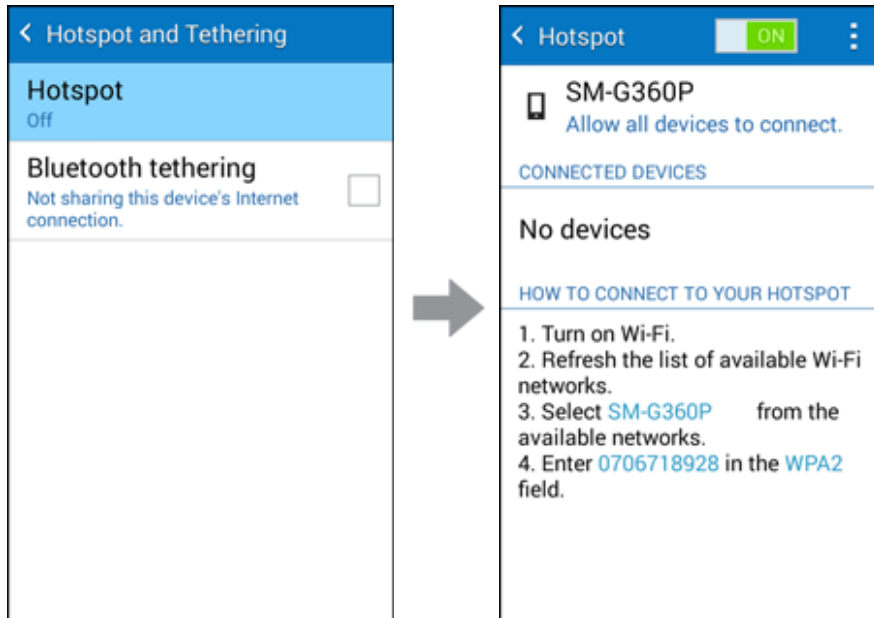 Hotspot and Tethering
Hotspot
Off
Bluetooth tethering
Not sharing this device's Internet
connection.
Hotspot
ON
SM-G360P
Allow all devices to connect.
CONNECTED DEVICES
No devices
HOW TO CONNECT TO YOUR HOTSPOT
1. Turn on Wi-Fi.
2. Refresh the list of available Wi-Fi
networks.
3. Select SM-G360P from the
available networks.
4. Enter 0706718928 in the WPA2
field.